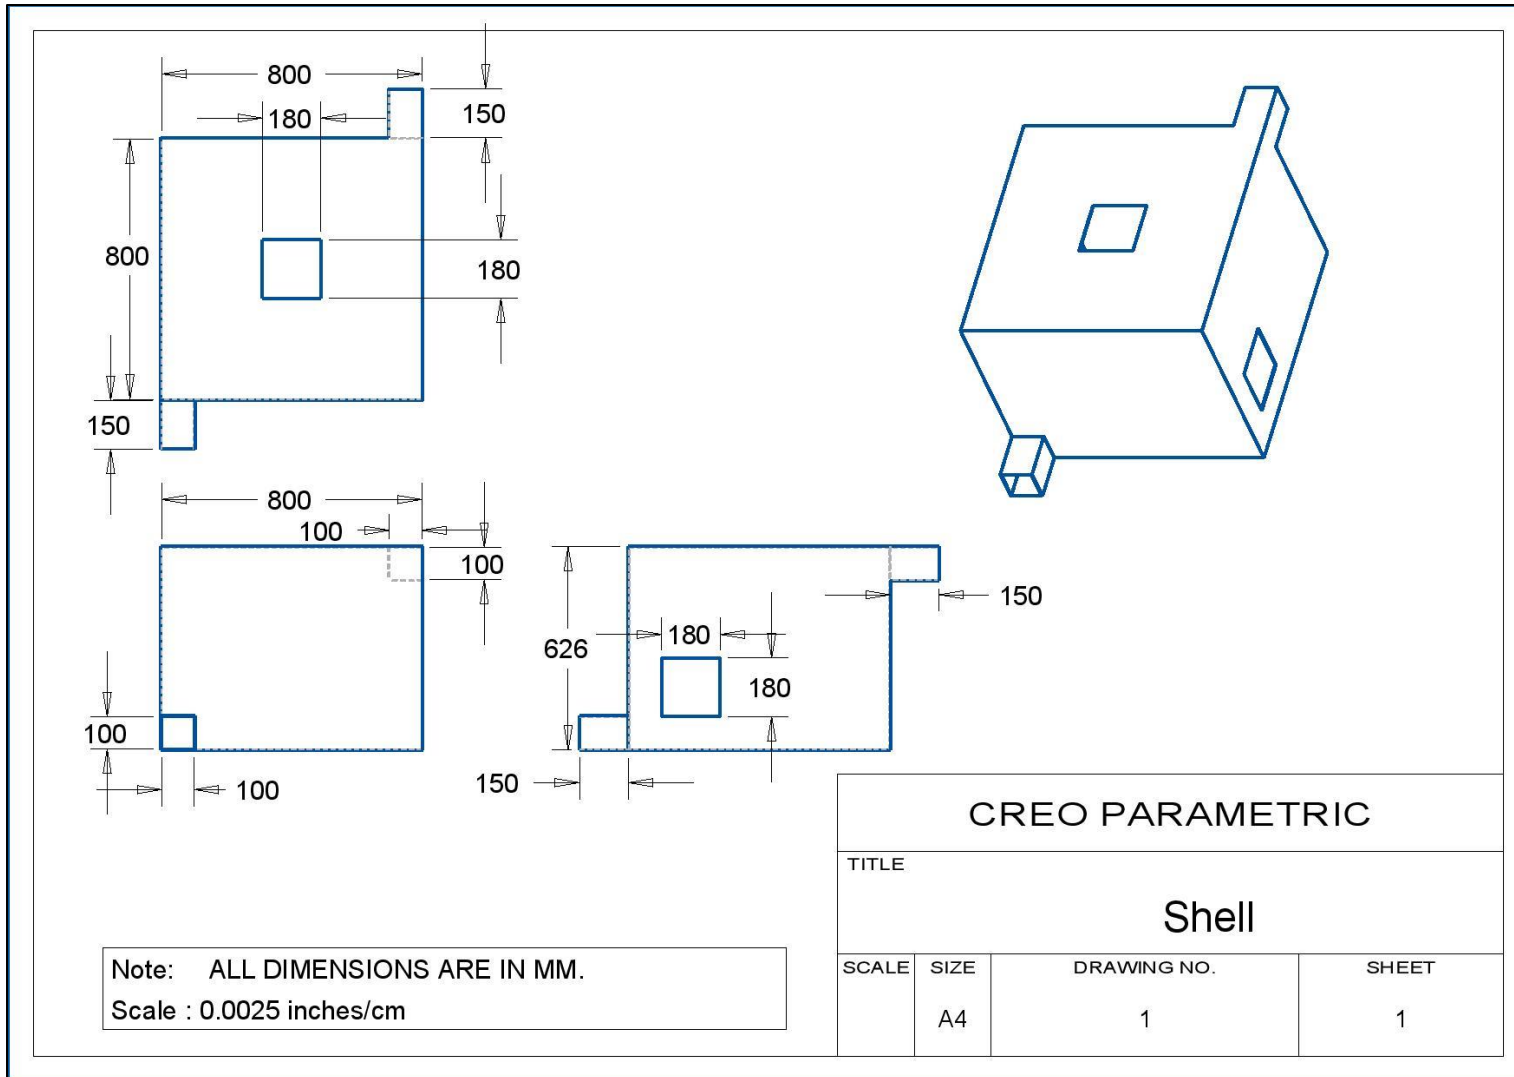 800
180
150
800
180
150
800
100
100
100
100
626
180
180
150
150
CREO PARAMETRIC
TITLE
Shell
Note: ALL DIMENSIONS ARE IN MM.
Scale : 0.0025 inches/cm
SCALE SIZE DRAWING NO. SHEET
A4 1 1